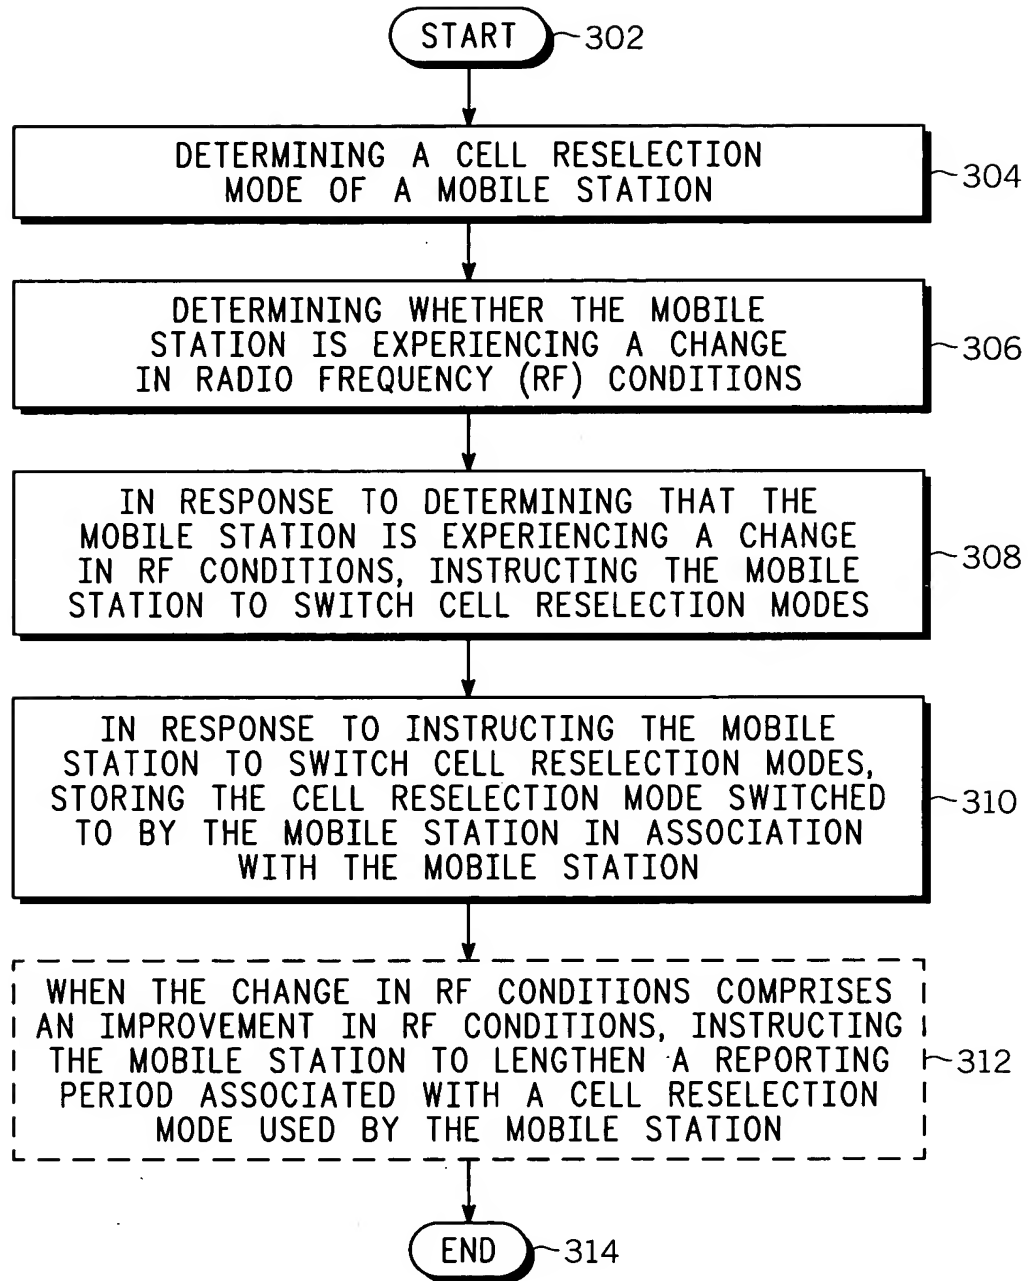 START
302
DETERMINING A CELL RESELECTION
MODE OF A MOBILE STATION
304
DETERMINING WHETHER THE MOBILE
STATION IS EXPERIENCING A CHANGE
IN RADIO FREQUENCY (RF) CONDITIONS
306
IN RESPONSE TO DETERMINING THAT THE
MOBILE STATION IS EXPERIENCING A CHANGE
IN RF CONDITIONS, INSTRUCTING THE MOBILE
STATION TO SWITCH CELL RESELECTION MODES
308
IN RESPONSE TO INSTRUCTING THE MOBILE
STATION TO SWITCH CELL RESELECTION MODES,
STORING THE CELL RESELECTION MODE SWITCHED
TO BY THE MOBILE STATION IN ASSOCIATION
WITH THE MOBILE STATION
310
WHEN THE CHANGE IN RF CONDITIONS COMPRISES
AN IMPROVEMENT IN RF CONDITIONS, INSTRUCTING
THE MOBILE STATION TO LENGTHEN A REPORTING
PERIOD ASSOCIATED WITH A CELL RESELECTION
MODE USED BY THE MOBILE STATION
312
END
314